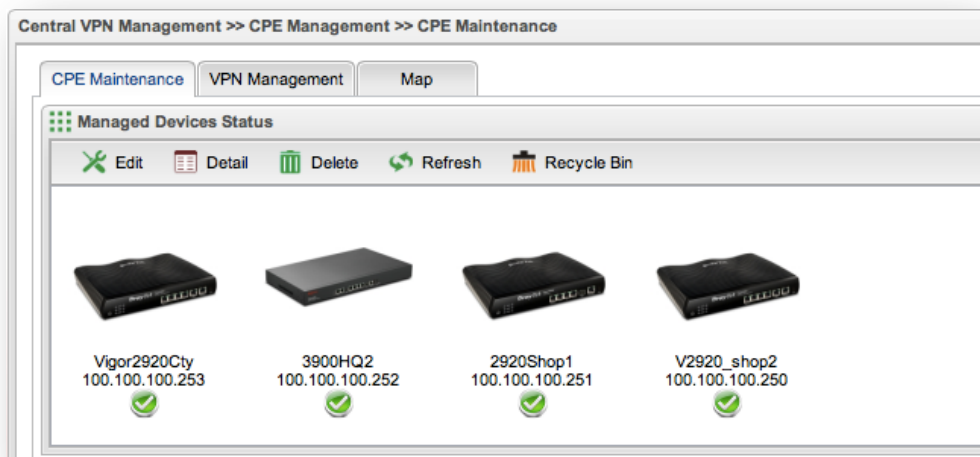 Central VPN Management >> CPE Management >> CPE Maintenance
CPE Maintenance VPN Management Map
Managed Devices Status
Edit Detail Delete Refresh Recycle Bin
Vigor2920Cty 3900HQ2 2920Shop1 V2920_shop2
100.100.100.253 100.100.100.252 100.100.100.251 100.100.100.250